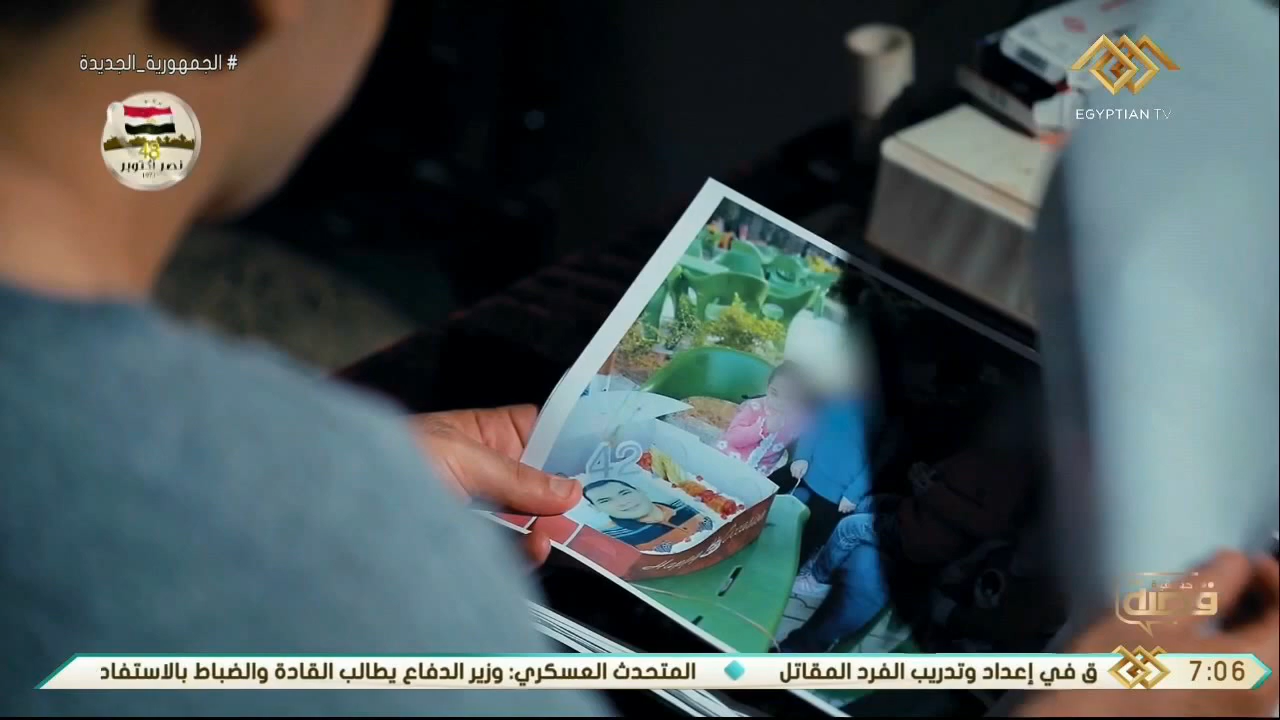 #الجمهورية_الجديدة
EGYPTIAN TV
48
نصر أكتوبر
42
7:06
ق في إعداد وتدريب الفرد المقاتل
المتحدث العسكري: وزير الدفاع يطالب القادة والضباط بالاستفاد